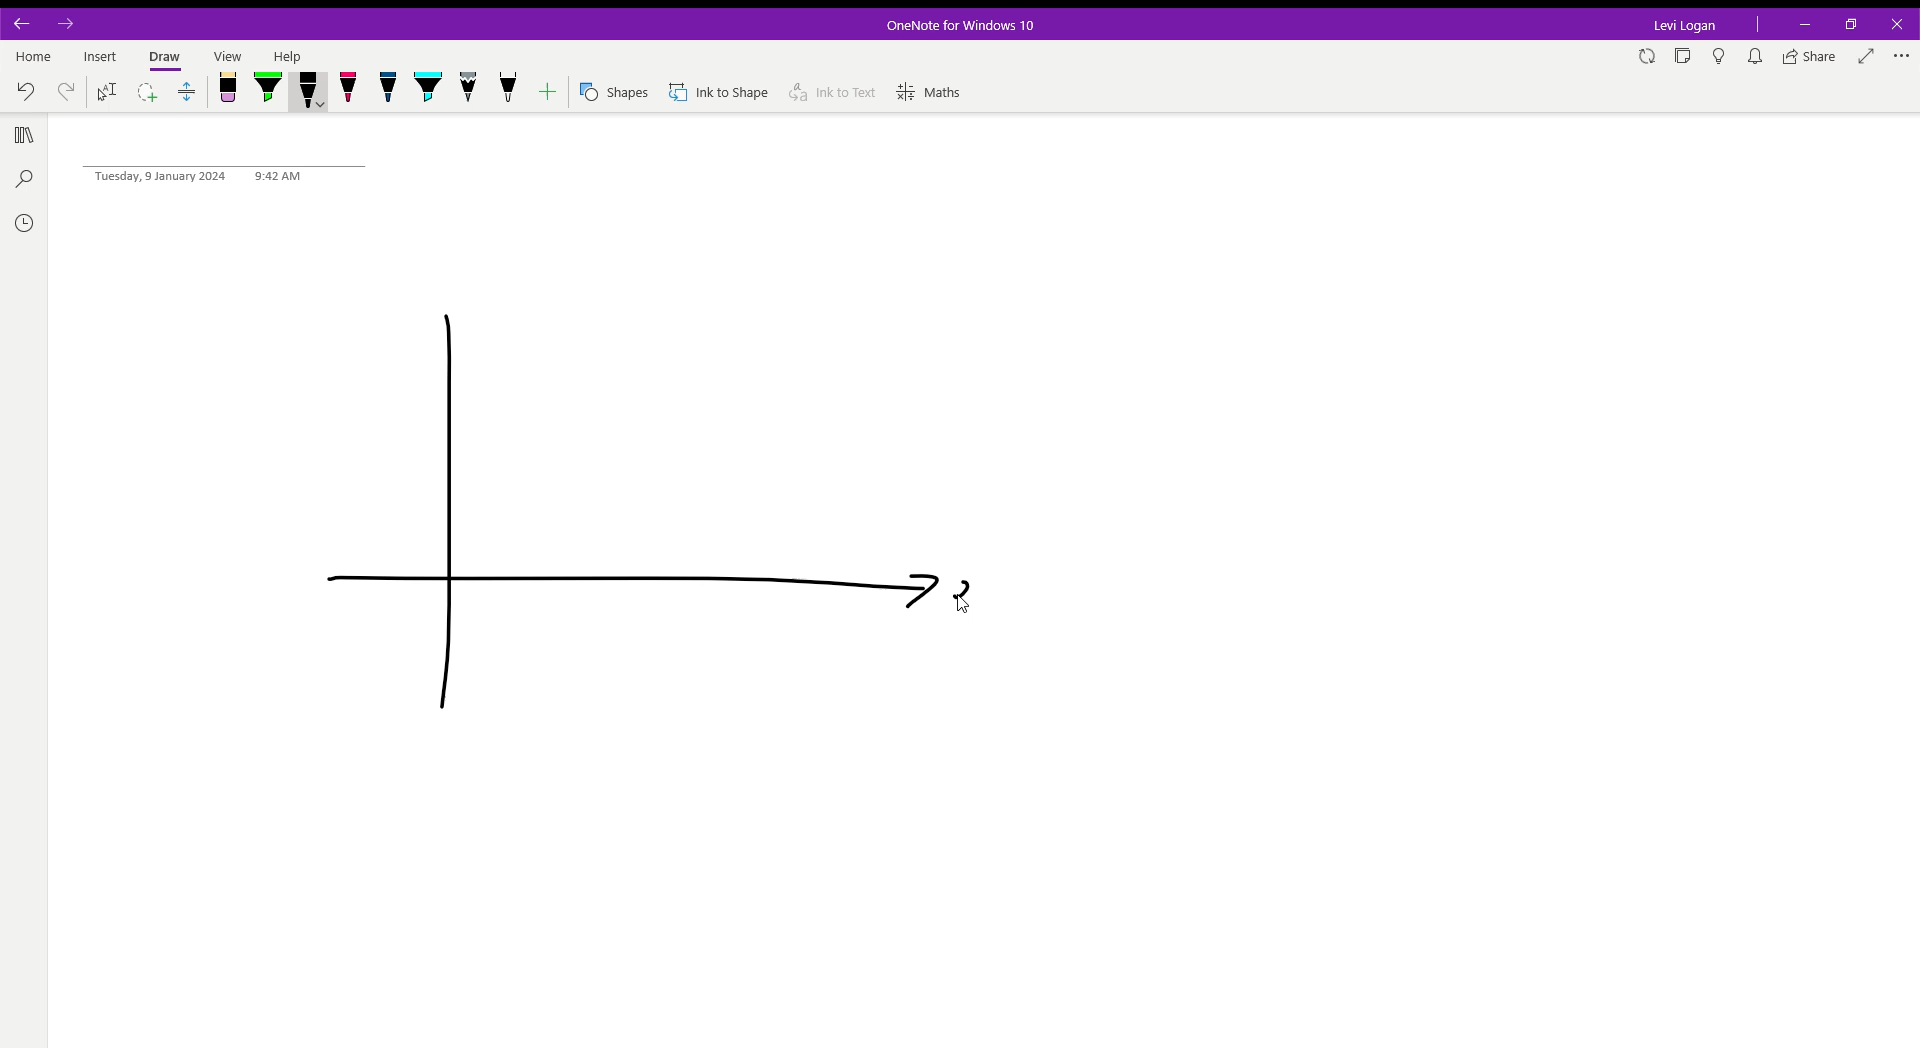 OneNote for Windows 10
Levi Logan
Home Insert Draw View Help
Share
Shapes Ink to Shape Ink to Text Maths
Tuesday, 9 January 2024 9:42 AM